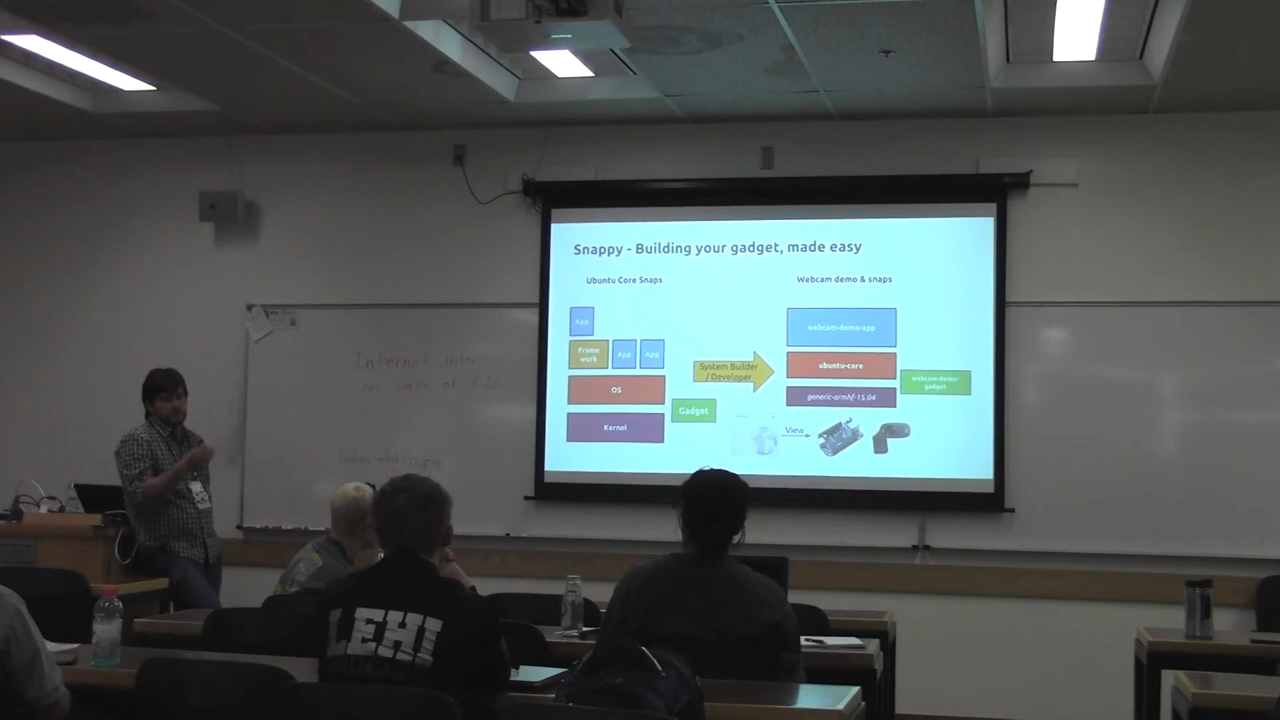 Snappy - Building your gadget, made easy
Ubuntu Core Snaps
Webcam demo & snaps
App
Frame
work
App
App
OS
Gadget
Kernel
System Builder
/ Developer
webcam-demo-app
ubuntu-core
generic-armhf-15.04
webcam-demo-
gadget
View
Internet
LEHI